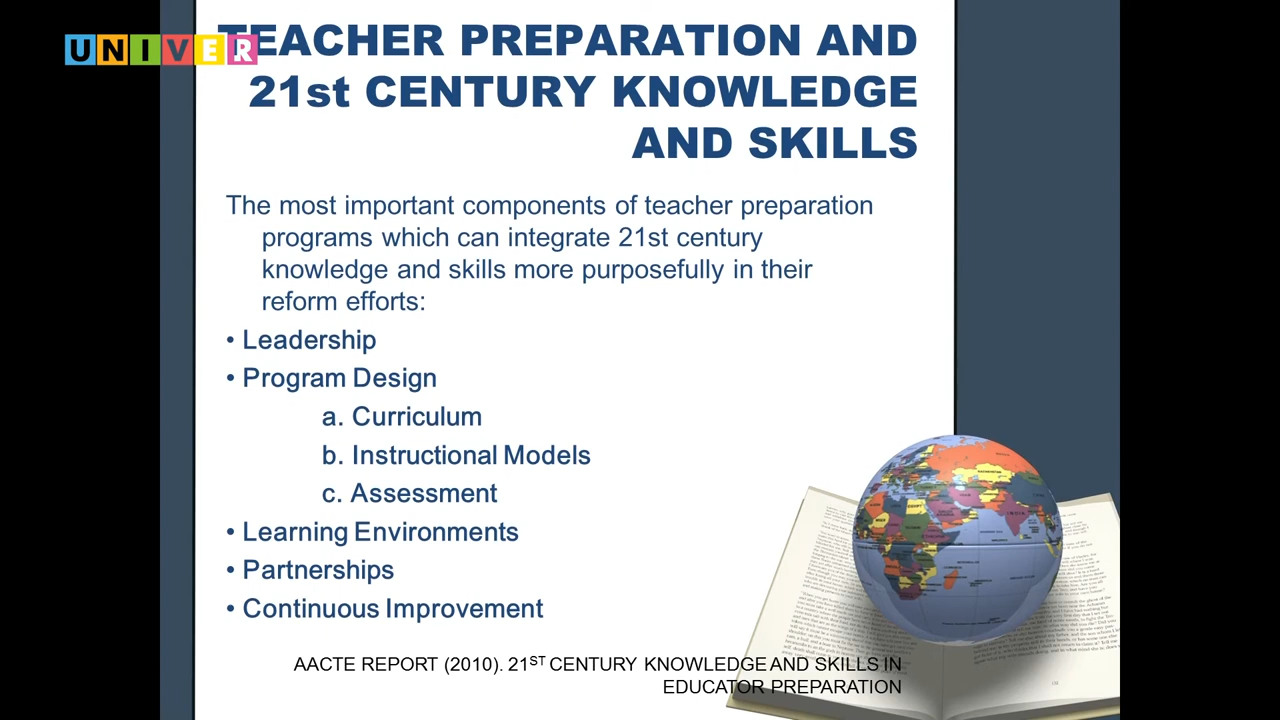 UNIVER
TEACHER PREPARATION AND
21st CENTURY KNOWLEDGE
AND SKILLS
The most important components of teacher preparation
programs which can integrate 21st century
knowledge and skills more purposefully in their
reform efforts:
• Leadership
• Program Design
a. Curriculum
b. Instructional Models
c. Assessment
• Learning Environments
• Partnerships
• Continuous Improvement
AACTE REPORT (2010). 21ST CENTURY KNOWLEDGE AND SKILLS IN
EDUCATOR PREPARATION